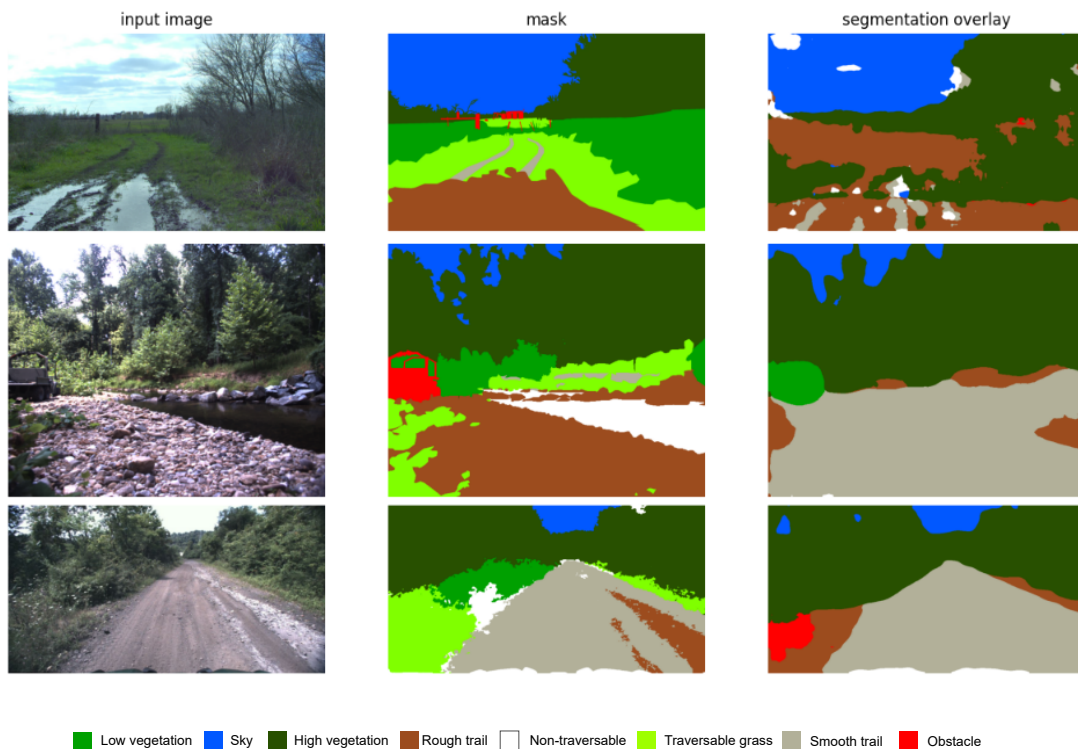 input image mask segmentation overlay
Low vegetation Sky High vegetation Rough trail Non-traversable Traversable grass Smooth trail Obstacle